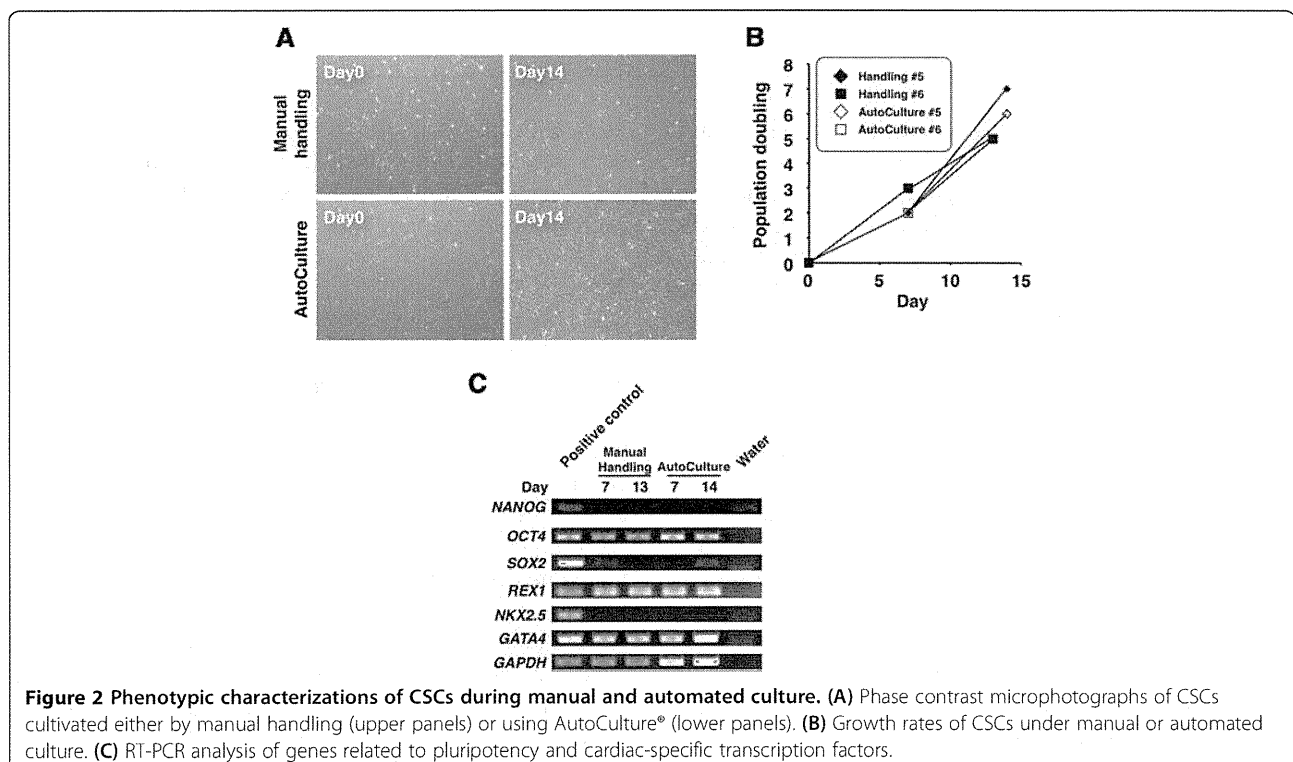 A
Manual
handling
Day0
Day14
AutoCulture
Day0
Day14
B
Population doubling
8
7
6
5
4
3
2
1
0
Handling #5
Handling #6
AutoCulture #5
AutoCulture #6
0 5 10 15
Day
C
Positive control
Manual
Handling
AutoCulture
Water
Day 7 13 7 14
NANOG
OCT4
SOX2
REX1
NKX2.5
GATA4
GAPDH
Figure 2 Phenotypic characterizations of CSCs during manual and automated culture. (A) Phase contrast microphotographs of CSCs
cultivated either by manual handling (upper panels) or using AutoCulture® (lower panels). (B) Growth rates of CSCs under manual or automated
culture. (C) RT-PCR analysis of genes related to pluripotency and cardiac-specific transcription factors.